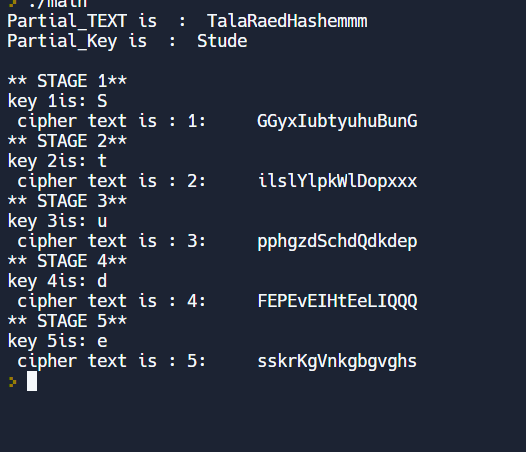 > ./main
Partial_TEXT is : TalaRaedHashemmm
Partial_Key is : Stude
** STAGE 1**
key 1is: S
cipher text is : 1: GGyxIubtyuhuBunG
** STAGE 2**
key 2is: t
cipher text is : 2: ilslYlpkWlDopxxx
** STAGE 3**
key 3is: u
cipher text is : 3: pphgzdSchdQdkdep
** STAGE 4**
key 4is: d
cipher text is : 4: FEPEvEIHtEeLIQQQ
** STAGE 5**
key 5is: e
cipher text is : 5: sskrKgVnkgbgvghs
>